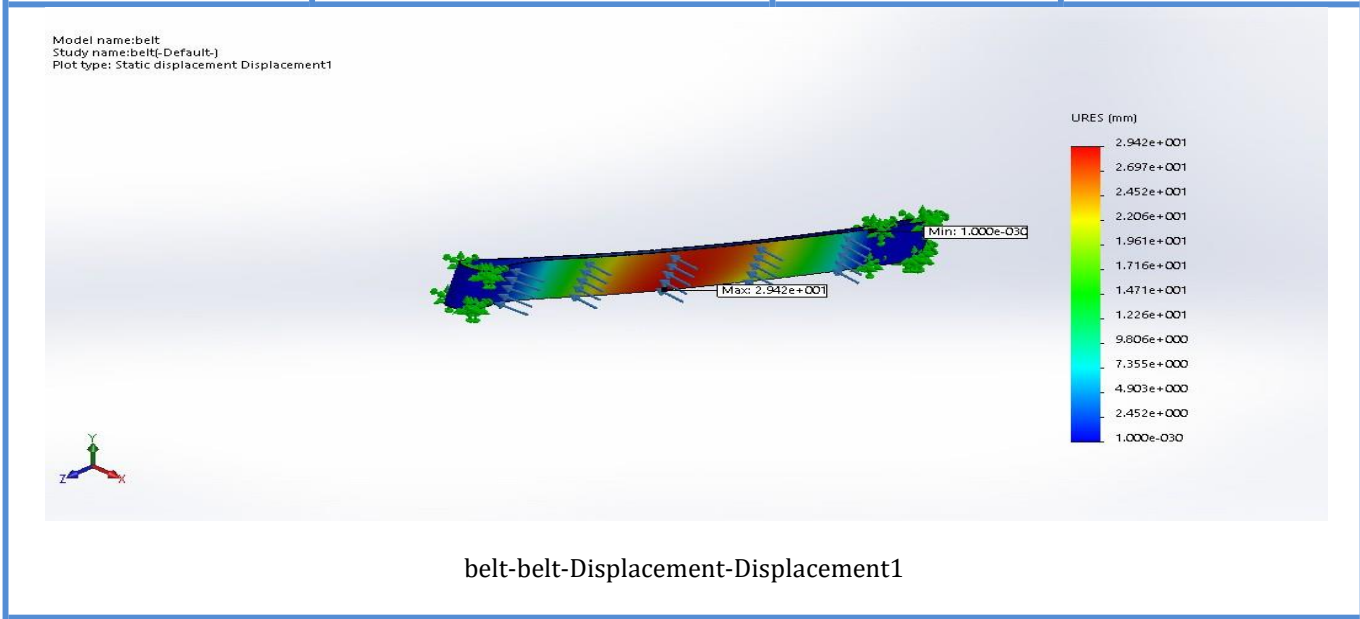 Model name:belt
Study name:belt(-Default-)
Plot type: Static displacement Displacement1
URES (mm)
2.942e+001
2.697e+001
2.452e+001
2.206e+001
1.961e+001
1.716e+001
1.471e+001
1.226e+001
9.806e+000
7.355e+000
4.903e+000
2.452e+000
1.000e-030
Min: 1.000e-030
Max: 2.942e+001
Y
Z
X
belt-belt-Displacement-Displacement1